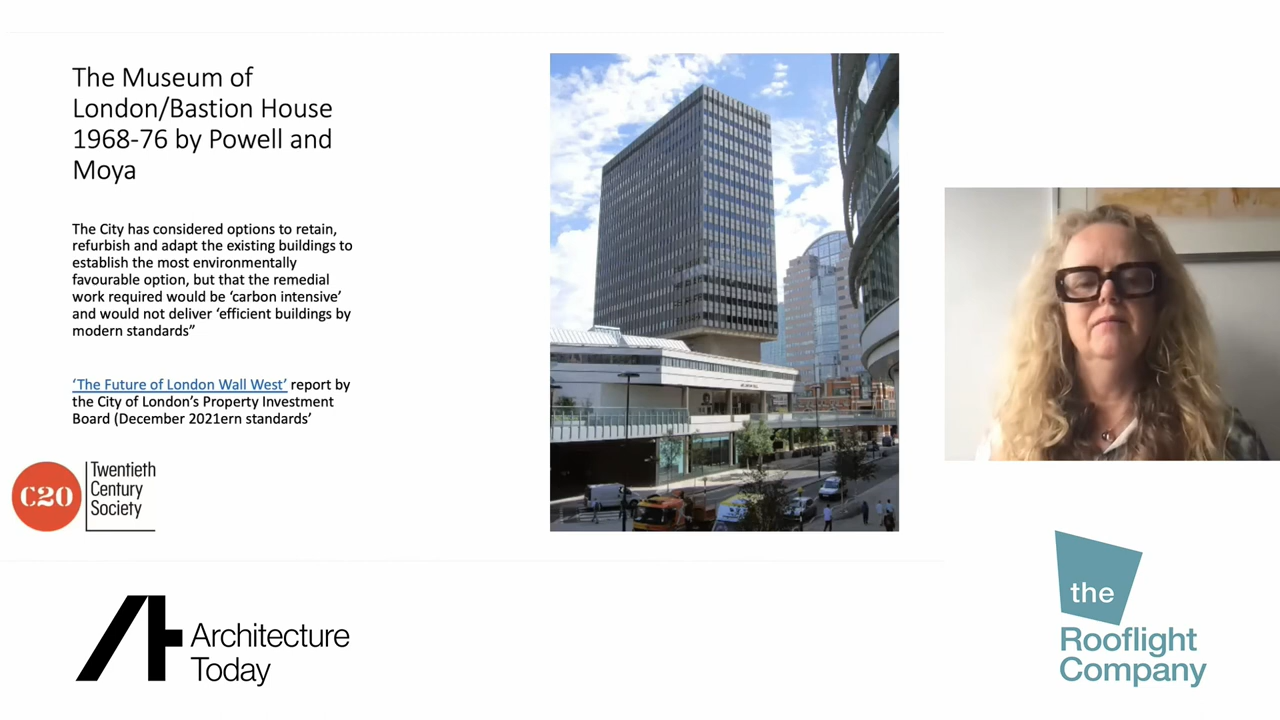 The Museum of
London/Bastion House
1968-76 by Powell and
Moya
The City has considered options to retain,
refurbish and adapt the existing buildings to
establish the most environmentally
favourable option, but that the remedial
work required would be ‘carbon intensive’
and would not deliver ‘efficient buildings by
modern standards”
‘The Future of London Wall West’ report by
the City of London’s Property Investment
Board (December 2021ern standards’
C20
Twentieth
Century
Society
Architecture
Today
the
Rooflight
Company